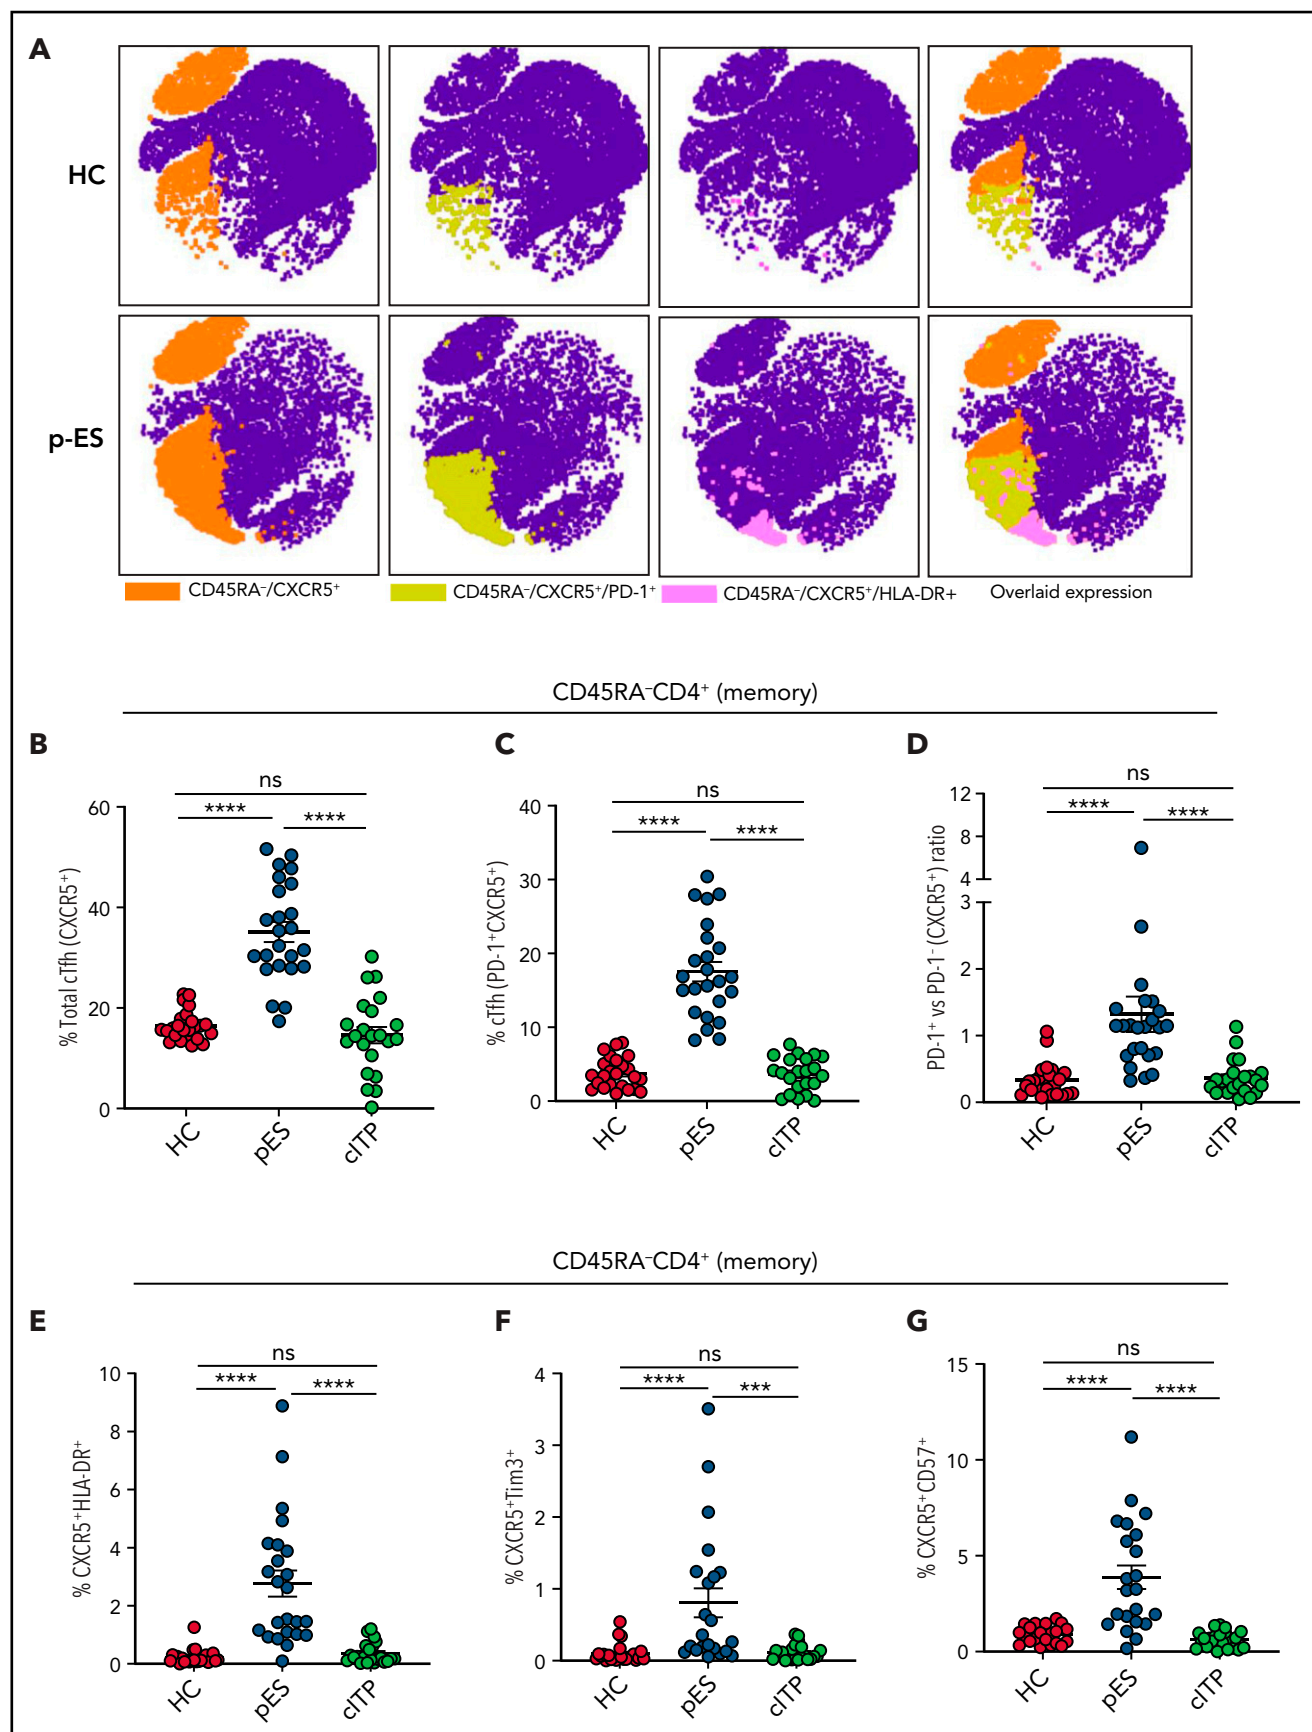 A
HC
p-ES
CD45RA⁻/CXCR5⁺
CD45RA⁻/CXCR5⁺/PD-1⁺
CD45RA⁻/CXCR5⁺/HLA-DR+
Overlaid expression
CD45RA⁻CD4⁺ (memory)
B
% Total cTfh (CXCR5⁺)
60
40
20
0
ns
****
****
HC
pES
cITP
C
% cTfh (PD-1⁺CXCR5⁺)
40
30
20
10
0
ns
****
****
HC
pES
cITP
D
PD-1⁺ vs PD-1⁻ (CXCR5⁺) ratio
12
8
4
3
2
1
0
ns
****
****
HC
pES
cITP
CD45RA⁻CD4⁺ (memory)
E
% CXCR5⁺HLA-DR⁺
10
8
6
4
2
0
ns
****
****
HC
pES
cITP
F
% CXCR5⁺Tim3⁺
4
3
2
1
0
ns
****
***
HC
pES
cITP
G
% CXCR5⁺CD57⁺
15
10
5
0
ns
****
****
HC
pES
cITP